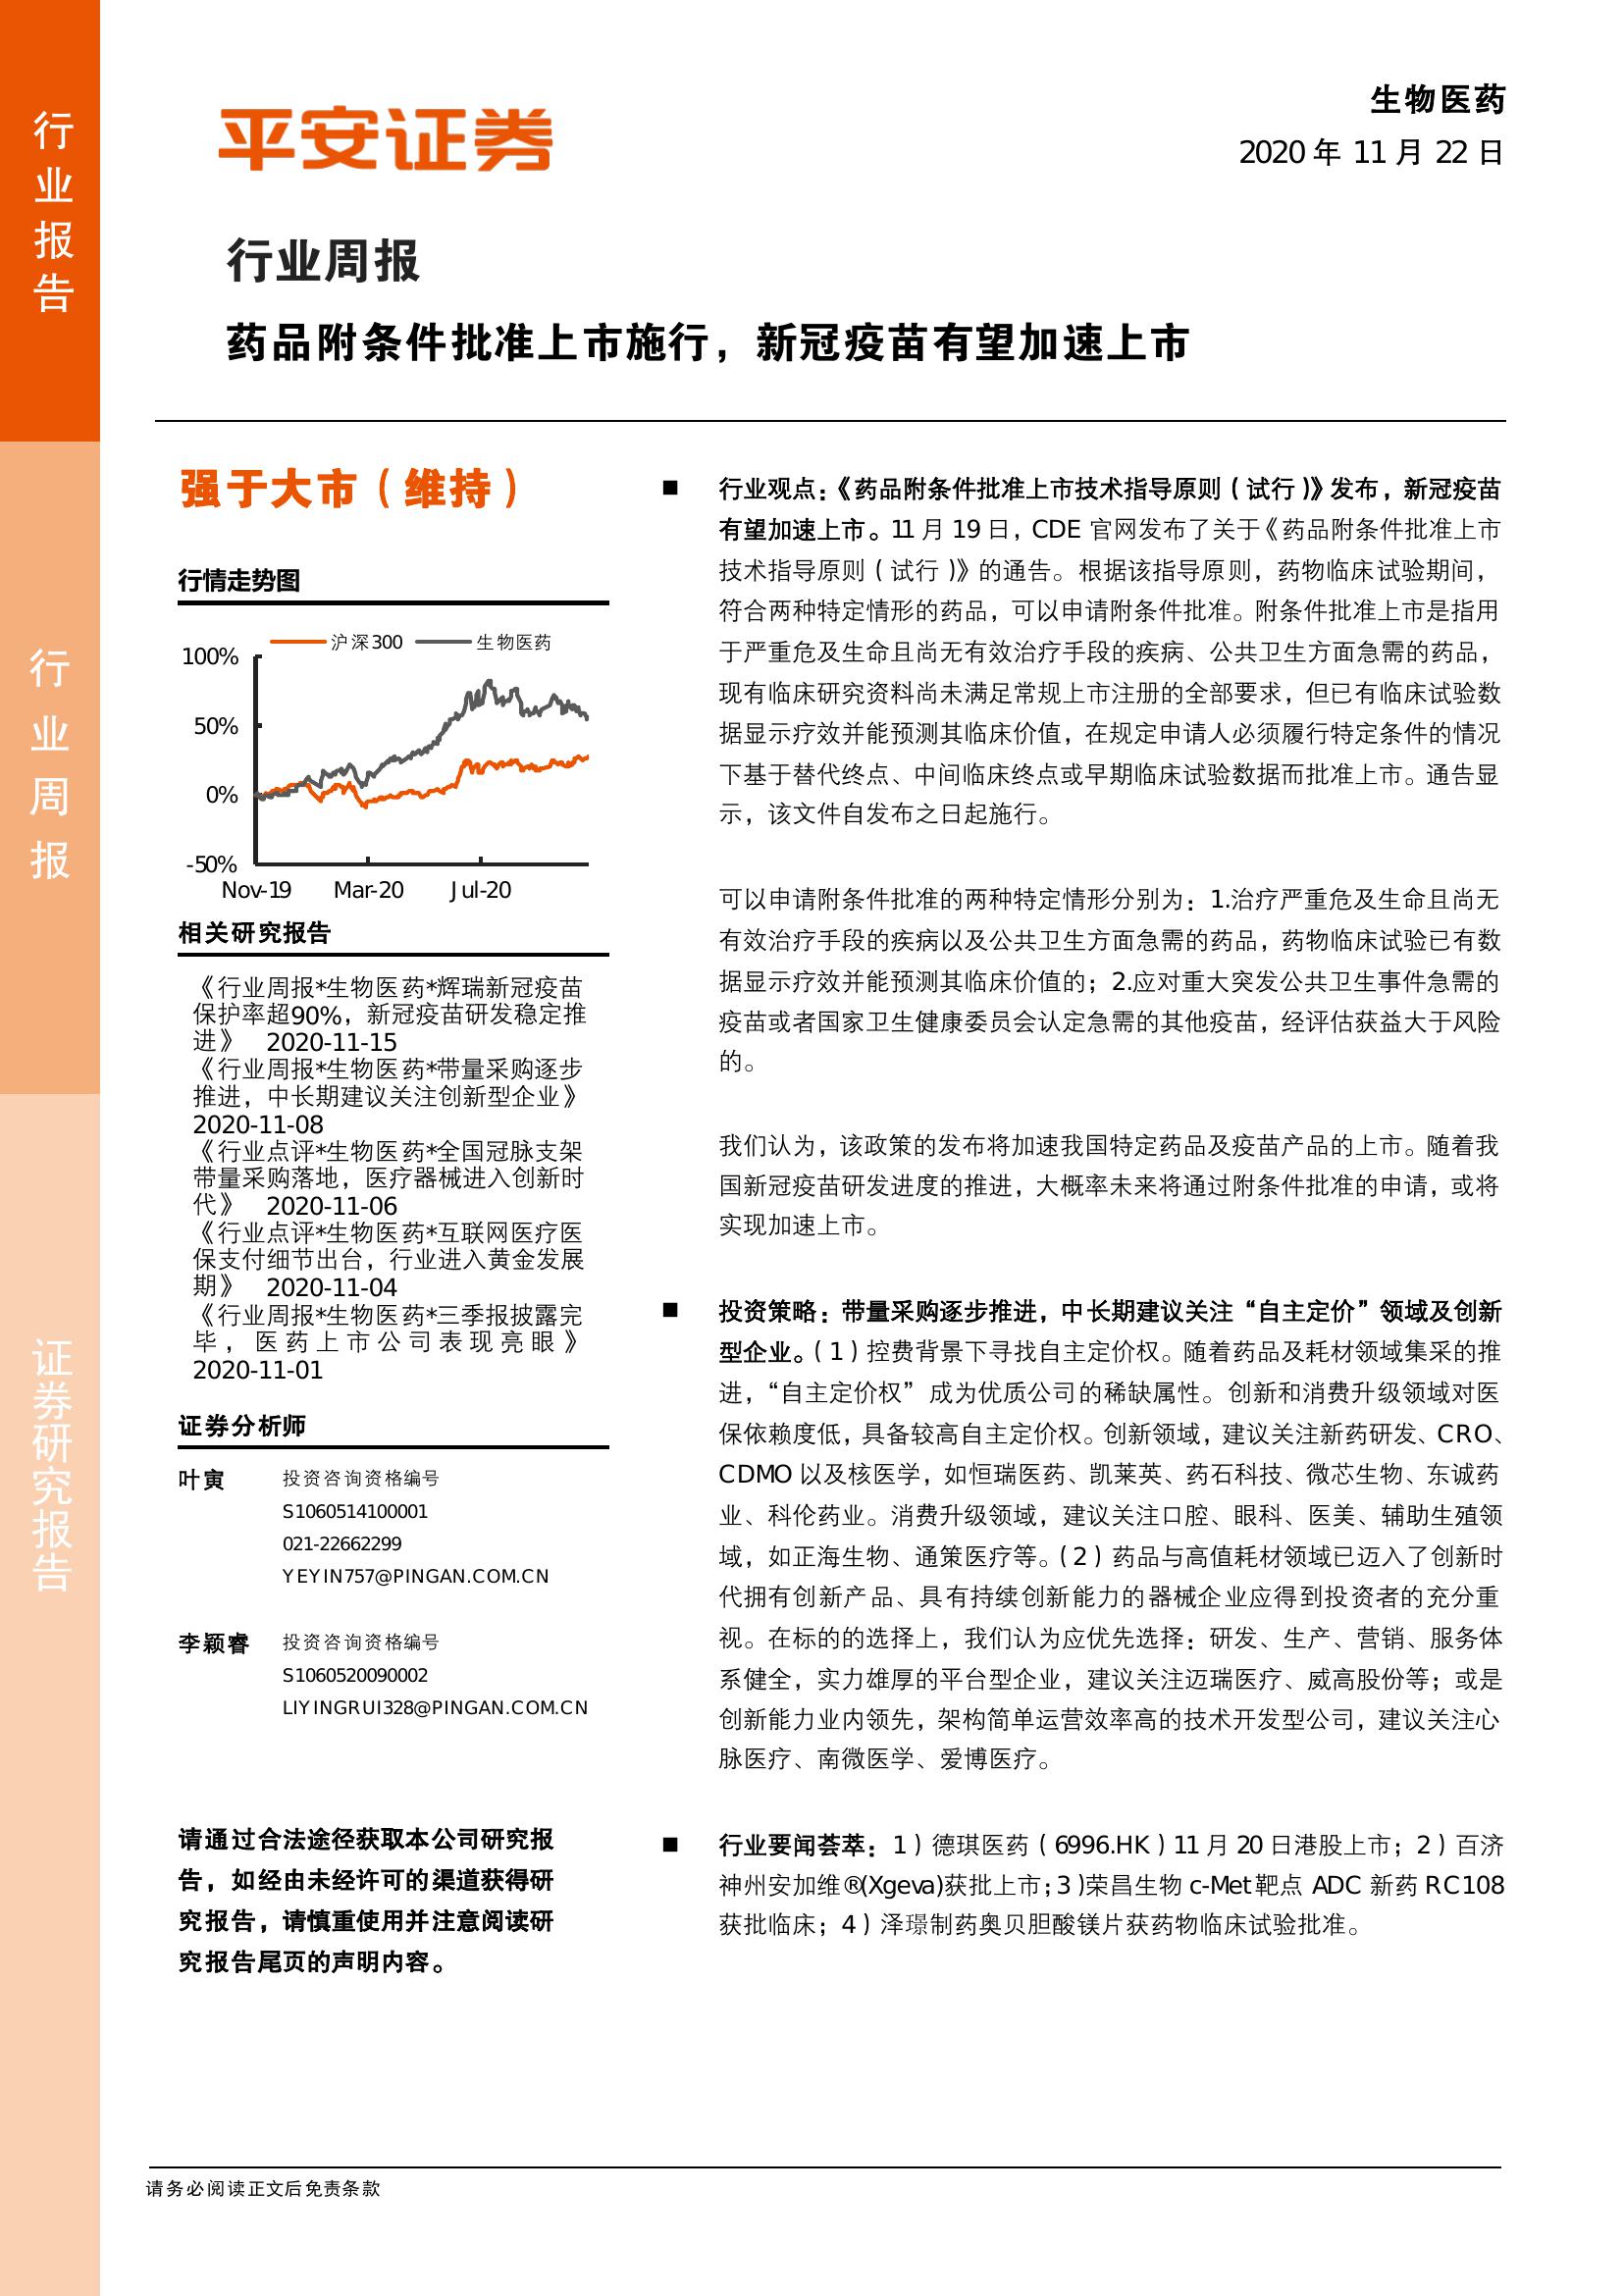 行业报告
行业周报
证券研究报告
平安证券
生物医药
2020 年 11 月 22 日
行业周报
药品附条件批准上市施行，新冠疫苗有望加速上市
强于大市（维持）
行情走势图
沪深300 生物医药
100%
50%
0%
-50%
Nov-19 Mar-20 Jul-20
相关研究报告
《行业周报*生物医药*辉瑞新冠疫苗
保护率超90%，新冠疫苗研发稳定推
进》 2020-11-15
《行业周报*生物医药*带量采购逐步
推进，中长期建议关注创新型企业》
2020-11-08
《行业点评*生物医药*全国冠脉支架
带量采购落地，医疗器械进入创新时
代》 2020-11-06
《行业点评*生物医药*互联网医疗医
保支付细节出台，行业进入黄金发展
期》 2020-11-04
《行业周报*生物医药*三季报披露完
毕，医药上市公司表现亮眼》
2020-11-01
证券分析师
叶寅 投资咨询资格编号
S1060514100001
021-22662299
YEYIN757@PINGAN.COM.CN
李颖睿 投资咨询资格编号
S1060520090002
LIYINGRUI328@PINGAN.COM.CN
请通过合法途径获取本公司研究报
告，如经由未经许可的渠道获得研
究报告，请慎重使用并注意阅读研
究报告尾页的声明内容。
■ 行业观点：《药品附条件批准上市技术指导原则（试行）》发布，新冠疫苗
有望加速上市。11 月 19 日，CDE 官网发布了关于《药品附条件批准上市
技术指导原则（试行）》的通告。根据该指导原则，药物临床试验期间，
符合两种特定情形的药品，可以申请附条件批准。附条件批准上市是指用
于严重危及生命且尚无有效治疗手段的疾病、公共卫生方面急需的药品，
现有临床研究资料尚未满足常规上市注册的全部要求，但已有临床试验数
据显示疗效并能预测其临床价值，在规定申请人必须履行特定条件的情况
下基于替代终点、中间临床终点或早期临床试验数据而批准上市。通告显
示，该文件自发布之日起施行。
可以申请附条件批准的两种特定情形分别为：1.治疗严重危及生命且尚无
有效治疗手段的疾病以及公共卫生方面急需的药品，药物临床试验已有数
据显示疗效并能预测其临床价值的；2.应对重大突发公共卫生事件急需的
疫苗或者国家卫生健康委员会认定急需的其他疫苗，经评估获益大于风险
的。
我们认为，该政策的发布将加速我国特定药品及疫苗产品的上市。随着我
国新冠疫苗研发进度的推进，大概率未来将通过附条件批准的申请，或将
实现加速上市。
■ 投资策略：带量采购逐步推进，中长期建议关注“自主定价”领域及创新
型企业。（1）控费背景下寻找自主定价权。随着药品及耗材领域集采的推
进，“自主定价权”成为优质公司的稀缺属性。创新和消费升级领域对医
保依赖度低，具备较高自主定价权。创新领域，建议关注新药研发、CRO、
CDMO 以及核医学，如恒瑞医药、凯莱英、药石科技、微芯生物、东诚药
业、科伦药业。消费升级领域，建议关注口腔、眼科、医美、辅助生殖领
域，如正海生物、通策医疗等。（2）药品与高值耗材领域已迈入了创新时
代拥有创新产品、具有持续创新能力的器械企业应得到投资者的充分重
视。在标的的选择上，我们认为应优先选择：研发、生产、营销、服务体
系健全，实力雄厚的平台型企业，建议关注迈瑞医疗、威高股份等；或是
创新能力业内领先，架构简单运营效率高的技术开发型公司，建议关注心
脉医疗、南微医学、爱博医疗。
■ 行业要闻荟萃：1）德琪医药（6996.HK）11 月 20 日港股上市；2）百济
神州安加维®(Xgeva)获批上市；3）荣昌生物 c-Met 靶点 ADC 新药 RC108
获批临床；4）泽璟制药奥贝胆酸镁片获药物临床试验批准。
请务必阅读正文后免责条款